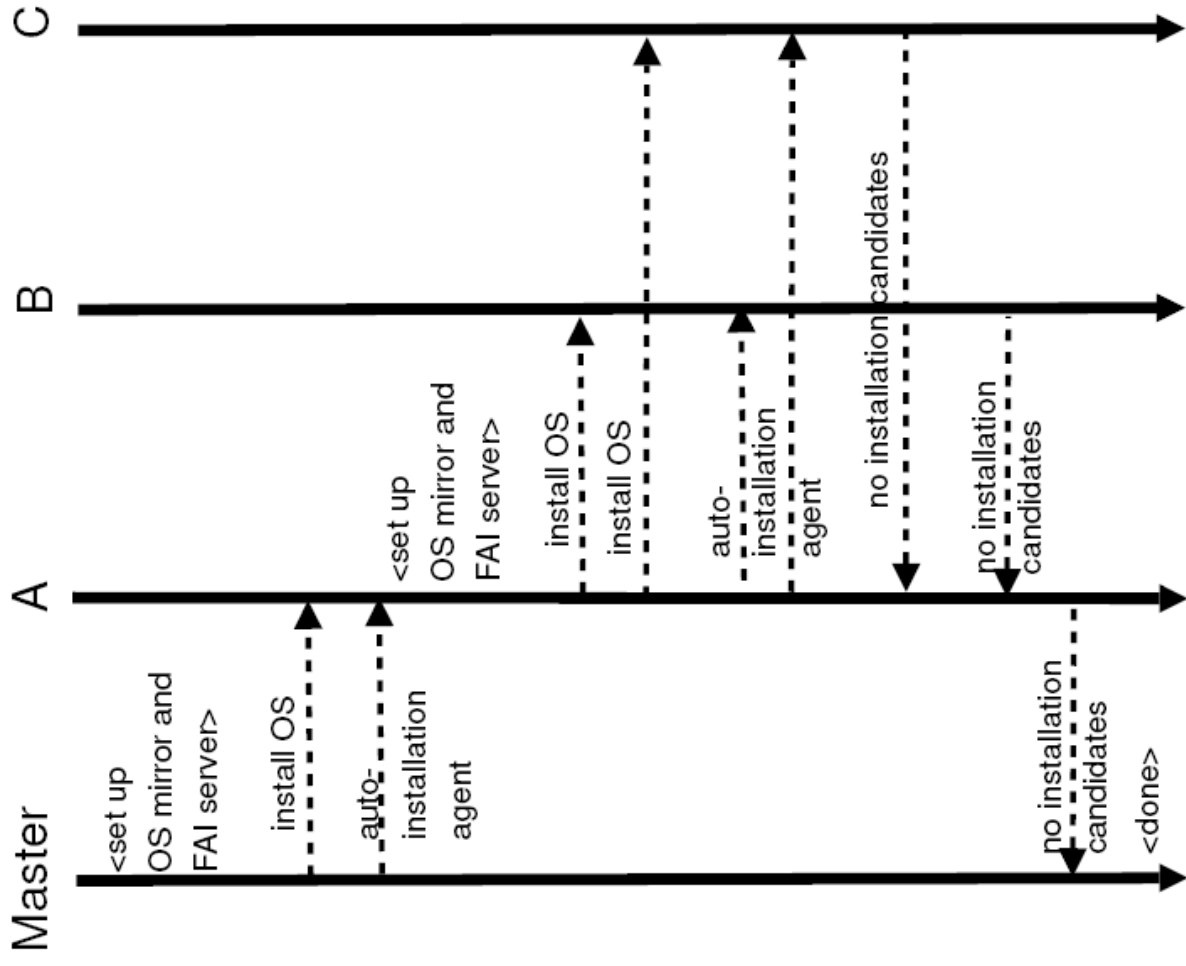 Master
A
B
C
<set up
OS mirror and
FAI server>
install OS
auto-
installation
agent
<set up
OS mirror and
FAI server>
install OS
install OS
auto-
installation
agent
no installation candidates
no installation
candidates
no installation
candidates
<done>